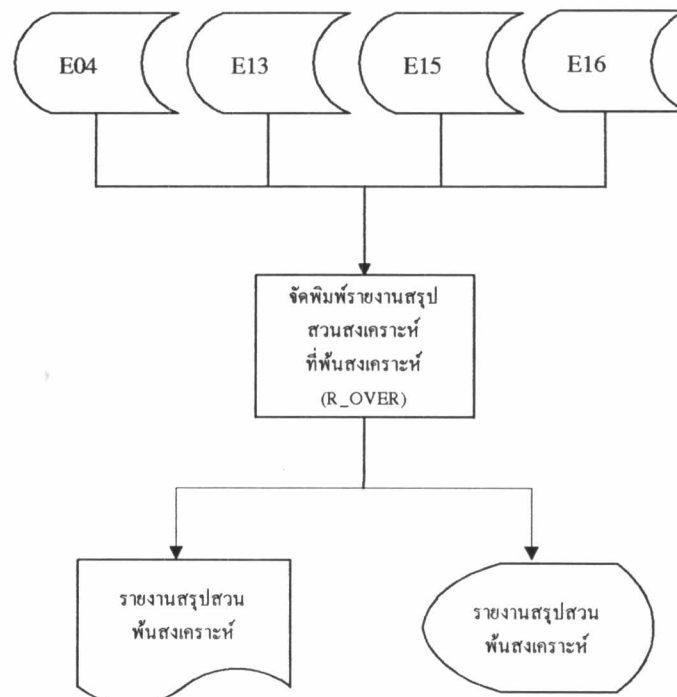 E04
E13
E15
E16
จัดพิมพ์รายงานสรุป
สวนสงเคราะห์
ที่พ้นสงเคราะห์
(R_OVER)
รายงานสรุปสวน
พ้นสงเคราะห์
รายงานสรุปสวน
พ้นสงเคราะห์